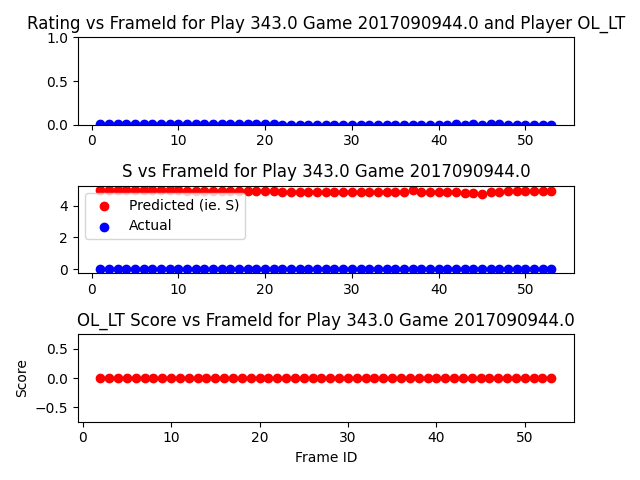 Rating vs FrameId for Play 343.0 Game 2017090944.0 and Player OL_LT
1.0
0.5
0.0
0 10 20 30 40 50
S vs FrameId for Play 343.0 Game 2017090944.0
4
2
0
Predicted (ie. S)
Actual
0 10 20 30 40 50
OL_LT Score vs FrameId for Play 343.0 Game 2017090944.0
Score
0.5
0.0
−0.5
0 10 20 30 40 50
Frame ID